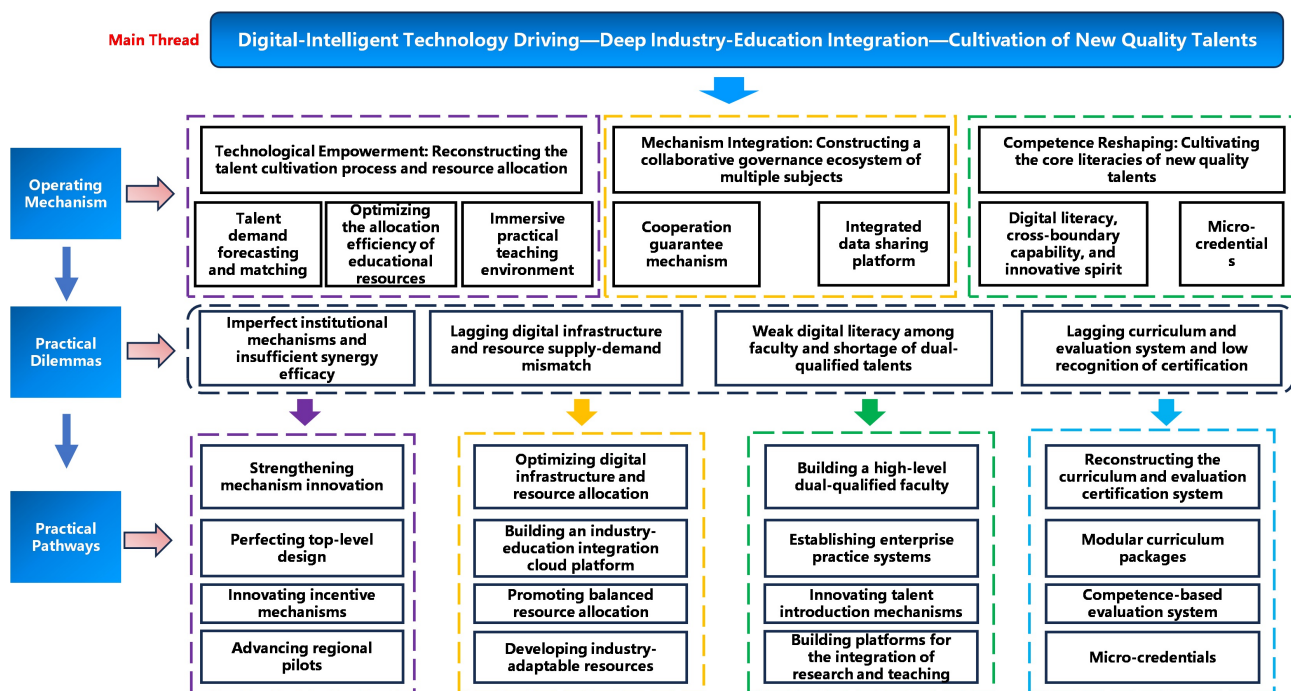 Main Thread
Digital-Intelligent Technology Driving—Deep Industry-Education Integration—Cultivation of New Quality Talents
Operating
Mechanism
Technological Empowerment: Reconstructing the
talent cultivation process and resource allocation
Talent
demand
forecasting
and matching
Optimizing
the allocation
efficiency of
educational
resources
Immersive
practical
teaching
environment
Mechanism Integration: Constructing
a collaborative governance ecosystem of
multiple subjects
Cooperation
guarantee
mechanism
Integrated
data sharing
platform
Competence Reshaping: Cultivating
the core literacies of new quality
talents
Digital literacy,
cross-boundary
capability, and
innovative spirit
Micro-
credential
s
Practical
Dilemmas
Imperfect institutional
mechanisms and
insufficient synergy
efficacy
Lagging digital infrastructure
and resource supply-demand
mismatch
Weak digital literacy among
faculty and shortage of dual-
qualified talents
Lagging curriculum and
evaluation system and low
recognition of certification
Practical
Pathways
Strengthening
mechanism innovation
Perfecting top-level
design
Innovating incentive
mechanisms
Advancing regional
pilots
Optimizing digital
infrastructure and
resource allocation
Building an industry-
education integration
cloud platform
Promoting balanced
resource allocation
Developing industry-
adaptable resources
Building a high-level
dual-qualified faculty
Establishing enterprise
practice systems
Innovating talent
introduction mechanisms
Building platforms for
the integration of
research and teaching
Reconstructing the
curriculum and evaluation
certification system
Modular curriculum
packages
Competence-based
evaluation system
Micro-credentials